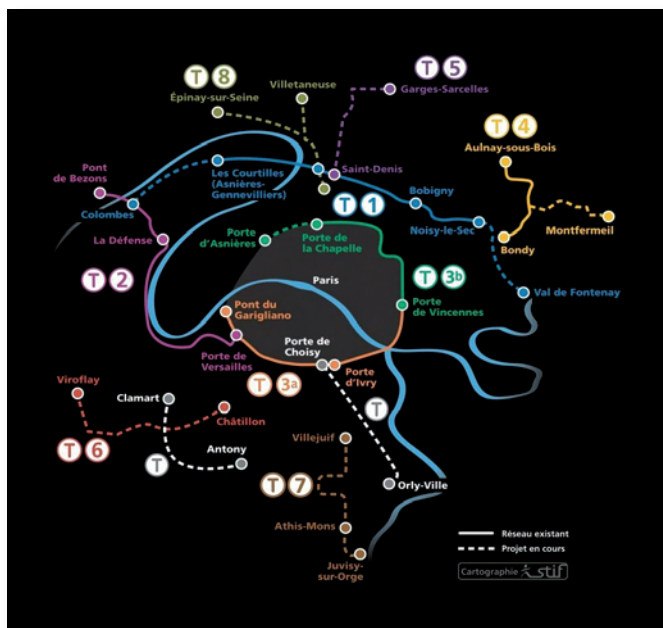 T 5
Garges-Sarcelles
T 8
Villetaneuse
Épinay-sur-Seine
T 4
Aulnay-sous-Bois
Pont
de Bezons
Les Courtilles
(Asnières-
Gennevilliers)
Saint-Denis
Colombes
T 1
Bobigny
Noisy-le-Sec
Montfermeil
Bondy
La Défense
Porte
d'Asnières
Porte de
la Chapelle
T 2
T 3b
Paris
Val de Fontenay
Pont du
Garigliano
Porte
de Vincennes
Porte de
Choisy
Porte de
Versailles
Porte
d'Ivry
T 3a
Viroflay
Clamart
Châtillon
T
T 6
Antony
T
Villejuif
T 7
Orly-Ville
Athis-Mons
Juvisy-
sur-Orge
Réseau existant
Projet en cours
Cartographie stif